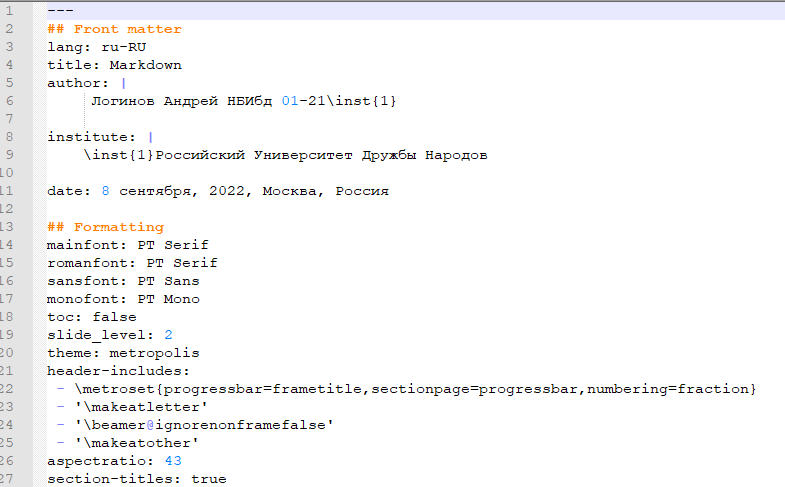 1 ---
2 ## Front matter
3 lang: ru-RU
4 title: Markdown
5 author: |
6 Логинов Андрей НБИбд 01-21\inst{1}
7
8 institute: |
9 \inst{1}Российский Университет Дружбы Народов
10
11 date: 8 сентября, 2022, Москва, Россия
12
13 ## Formatting
14 mainfont: PT Serif
15 romanfont: PT Serif
16 sansfont: PT Sans
17 monofont: PT Mono
18 toc: false
19 slide_level: 2
20 theme: metropolis
21 header-includes:
22 - \metroset{progressbar=frametitle,sectionpage=progressbar,numbering=fraction}
23 - '\makeatletter'
24 - '\beamer@ignorenonframefalse'
25 - '\makeatother'
26 aspectratio: 43
27 section-titles: true